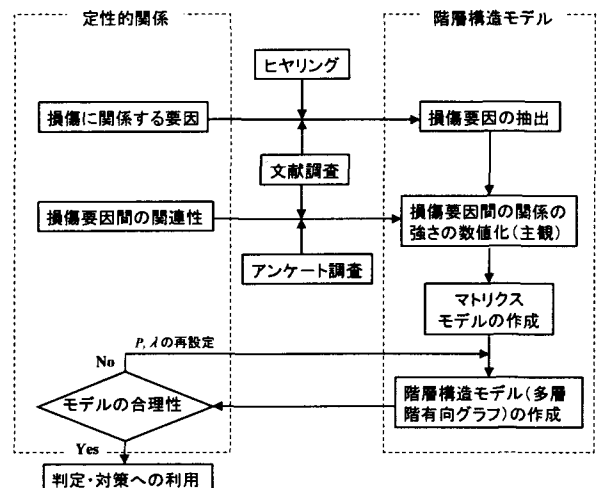 定性的関係
階層構造モデル
ヒヤリング
損傷に関係する要因
損傷要因の抽出
文献調査
損傷要因間の関連性
損傷要因間の関係の
強さの数値化(主観)
アンケート調査
マトリクス
モデルの作成
P, λの再設定
No
モデルの合理性
階層構造モデル(多層
階有向グラフ)の作成
Yes
判定・対策への利用